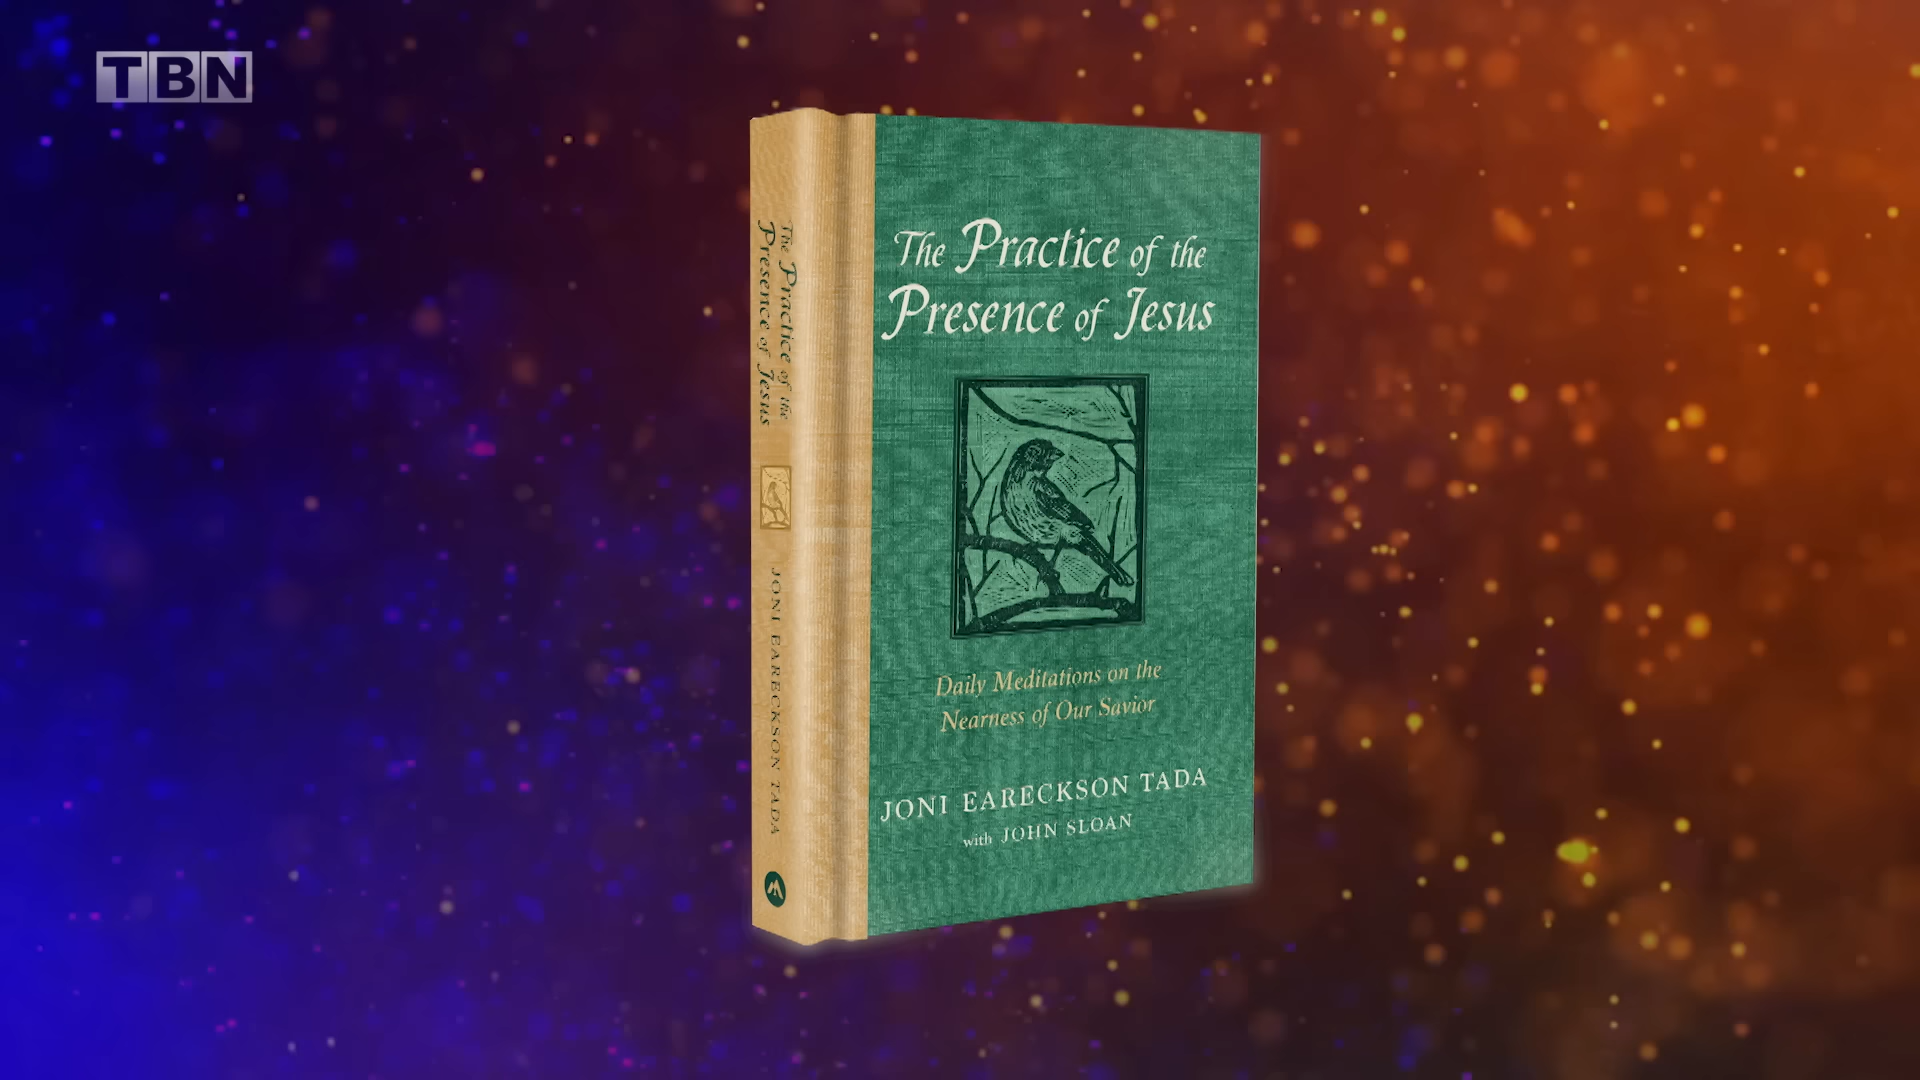 TBN
The Practice of the
Presence of Jesus
JONI EARECKSON TADA
The Practice of the
Presence of Jesus
Daily Meditations on the
Nearness of Our Savior
JONI EARECKSON TADA
with JOHN SLOAN